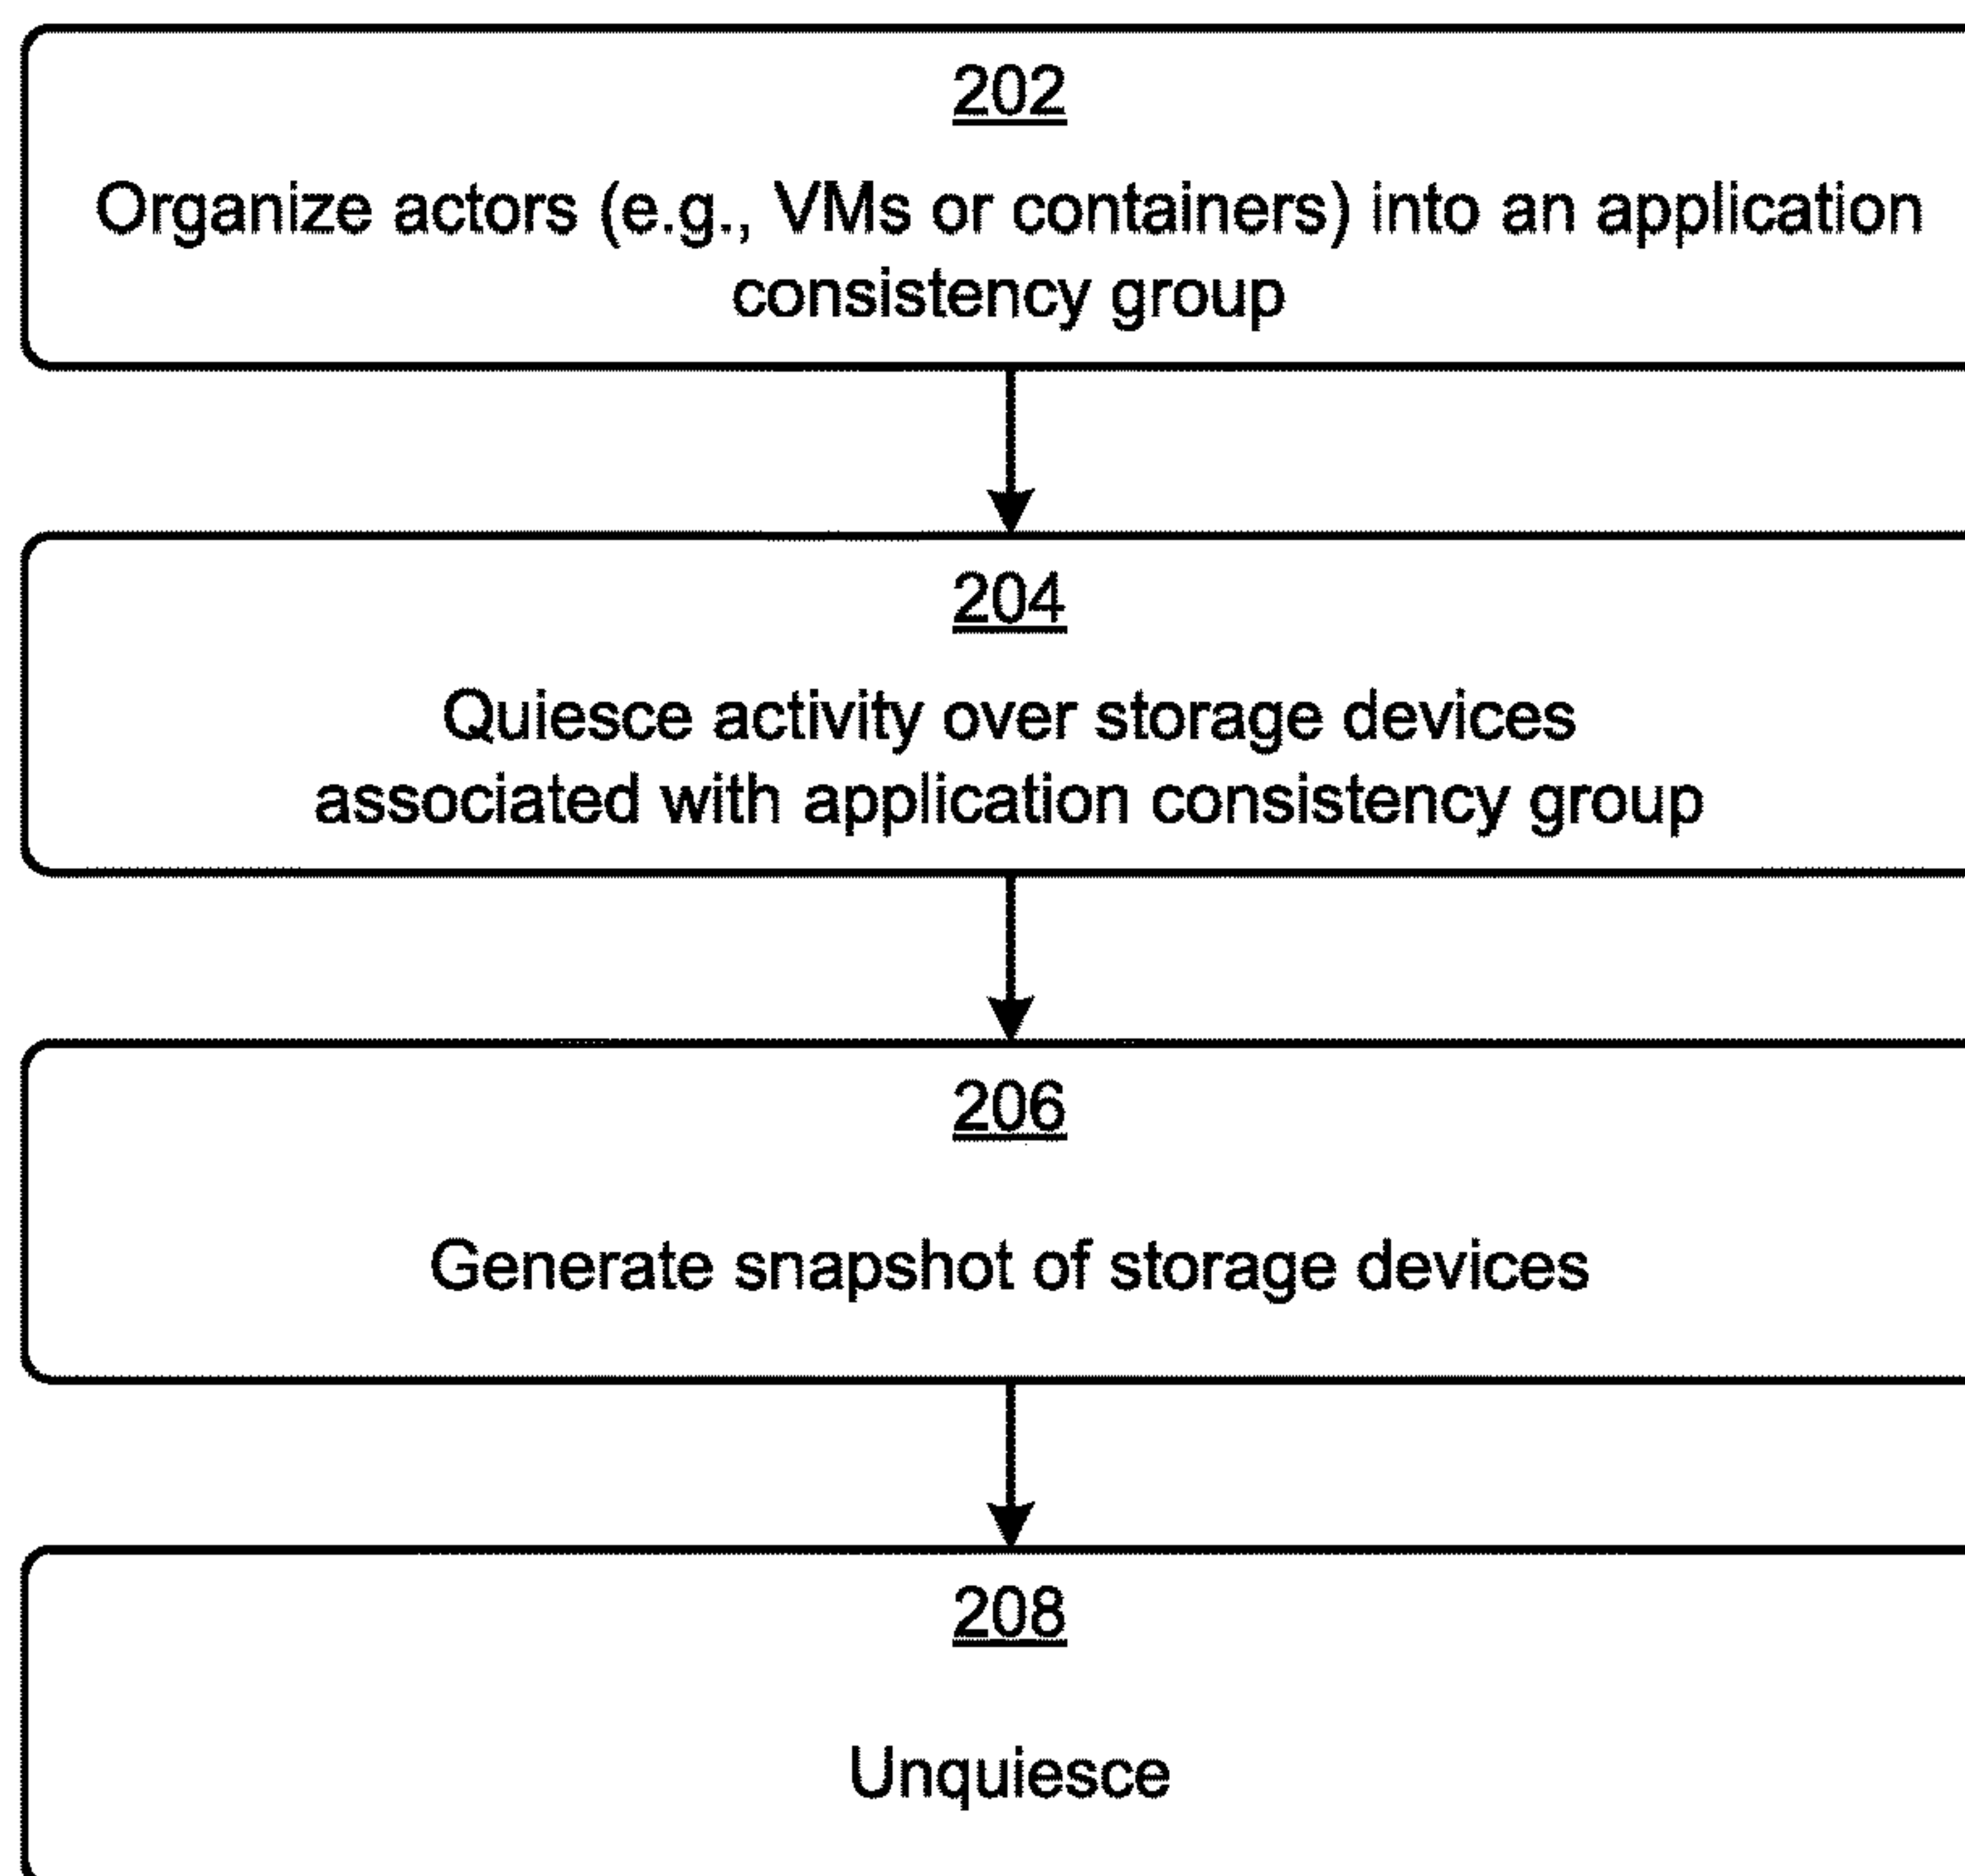 202
Organize actors (e.g., VMs or containers) into an application
consistency group
204
Quiesce activity over storage devices
associated with application consistency group
206
Generate snapshot of storage devices
208
Unquiesce